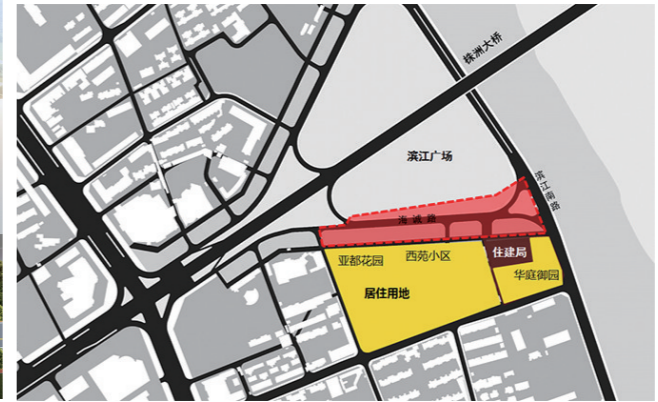 株洲大桥
滨江广场
滨江南路
海诚路
住建局
亚都花园
西苑小区
华庭御园
居住用地